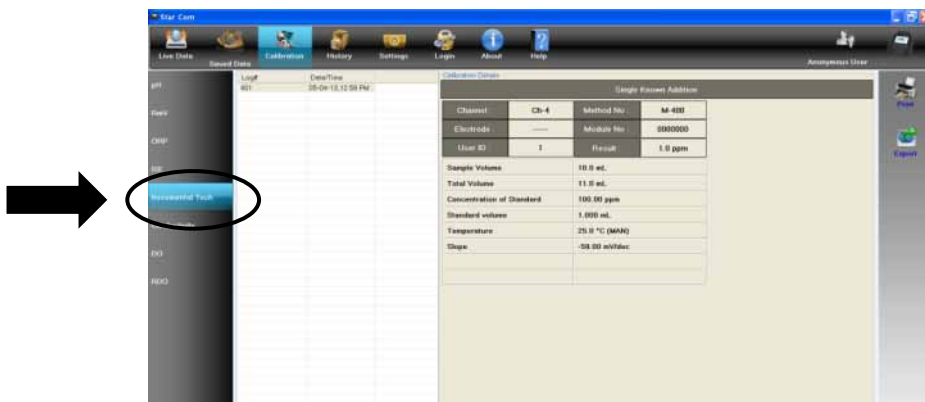 Star Com
Live Data
Saved Data
Calibration
History
Settings
Login
About
Help
Anonymous User
pH
Log#
Date/Time
801
Calibration Details
Single Known Addition
Print
RmV
Channel Ch-4 Method No M-400
Electrode ----- Module No 0000000
User ID 1 Result 1.0 ppm
ORP
ISE
Export
Sample Volume 10.0 mL
Total Volume 11.0 mL
Incremental Tech
Concentration of Standard 100.00 ppm
Standard volume 1.000 mL
Temperature 25.0 °C (MAN)
Slope -59.00 mV/dec
DO
RDO